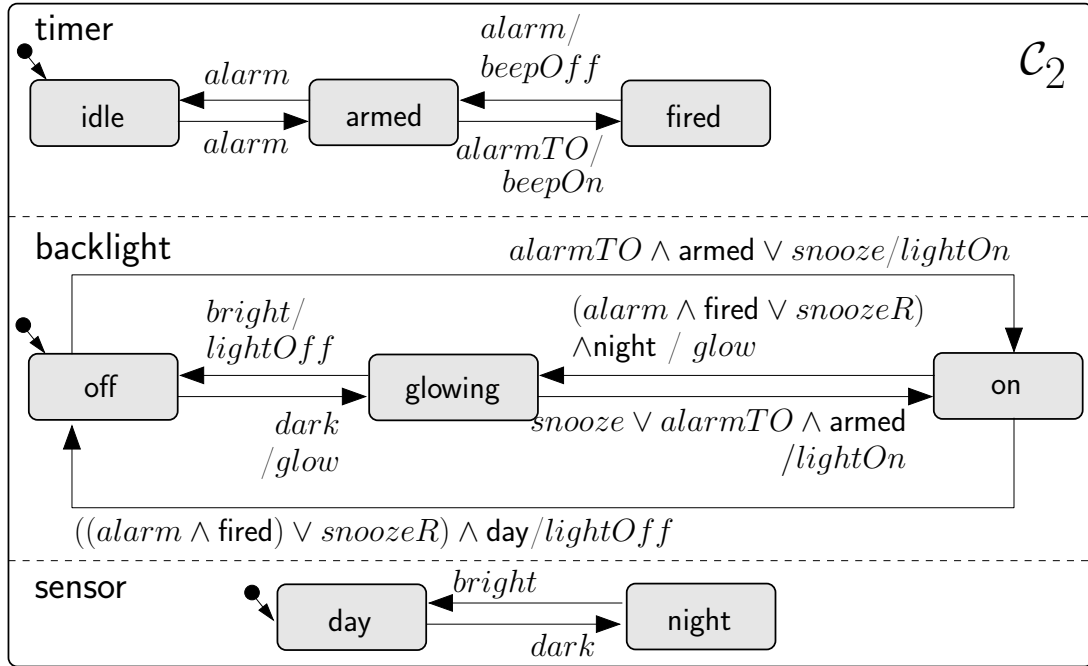 timer
C₂
alarm
alarm/
beepOff
idle
armed
fired
alarm
alarmTO/
beepOn
backlight
alarmTO ∧ armed ∨ snooze/lightOn
bright/
lightOff
(alarm ∧ fired ∨ snoozeR)
∧night / glow
off
glowing
on
dark
/glow
snooze ∨ alarmTO ∧ armed
/lightOn
((alarm ∧ fired) ∨ snoozeR) ∧ day/lightOff
sensor
bright
day
night
dark